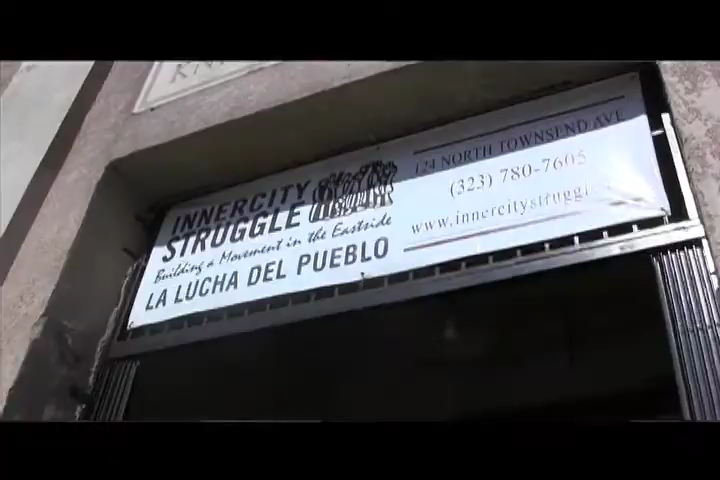 INNERCITY
STRUGGLE
Building a Movement in the Eastside
LA LUCHA DEL PUEBLO
124 NORTH TOWNSEND AVE
(323) 780-7605